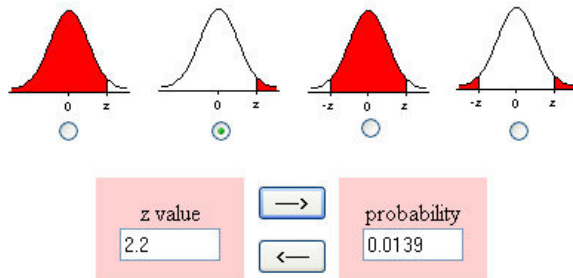 0 z
0 z
-z 0 z
-z 0 z
z value
2.2
—>
<—
probability
0.0139